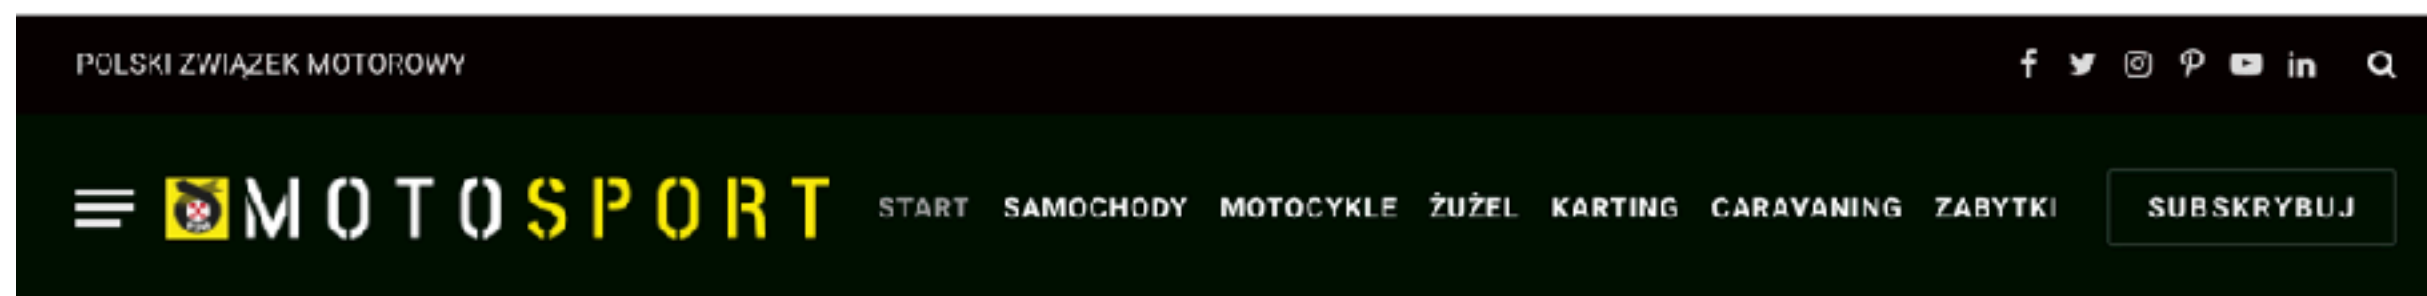 POLSKI ZWIĄZEK MOTOROWY
MOTOSPORT START SAMOCHODY MOTOCYKLE ŻUŻEL KARTING CARAVANING ZABYTKI SUBSKRYBUJ